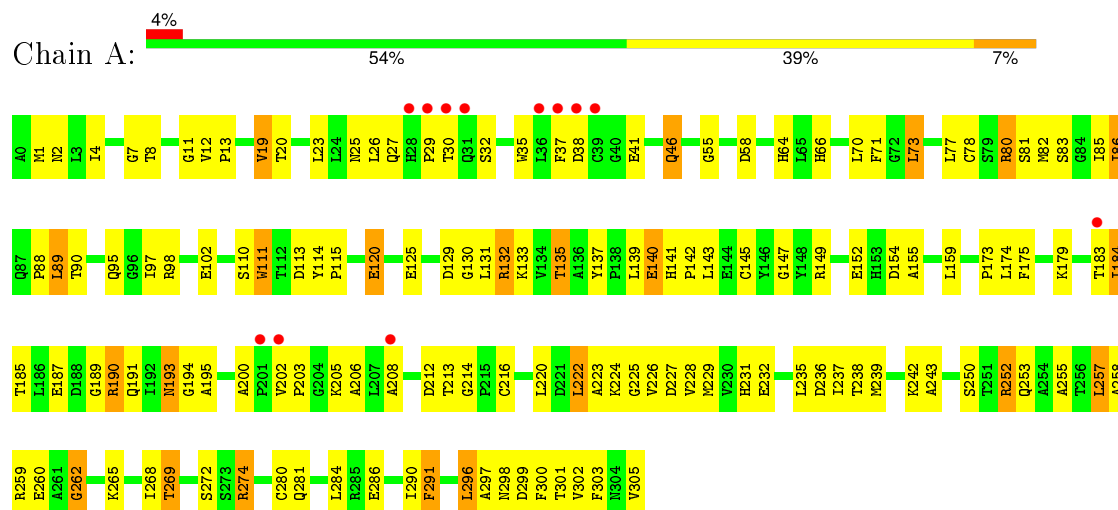 4%
Chain A:
54% 39% 7%
A0 M1 N2 L3 I4 G7 T8 G11 V12 P13 V19 T20 L23 L24 N25 L26 Q27 H28 P29 T30 Q31 S32 W35 L36 F37 D38 C39 G40 E41 Q46 G55 D58 H64 L65 H66 L70 F71 G72 L73 L77 C78 S79 R80 S81 M82 S83 G84 I85 I86
Q87 P88 L89 T90 Q95 G96 I97 R98 E102 S110 W111 T112 D113 Y114 P115 E120 E125 D129 G130 L131 R132 K133 V134 T135 A136 Y137 P138 L139 E140 H141 P142 L143 E144 C145 Y146 G147 Y148 R149 E152 H153 D154 A155 L159 P173 L174 F175 K179 T183 I184
T185 L186 E187 D188 G189 R190 Q191 I192 N193 G194 A195 A200 P201 V202 P203 G204 K205 A206 L207 A208 D212 T213 G214 P215 C216 L220 D221 L222 A223 K224 G225 V226 D227 V228 M229 V230 H231 E232 L235 D236 I237 T238 M239 K242 A243 S250 T251 R252 Q253 A254 A255 T256 L257 A258
R259 E260 A261 G262 K265 I268 T269 S272 S273 R274 C280 Q281 L284 R285 E286 I290 F291 L296 A297 N298 D299 F300 T301 V302 F303 N304 V305